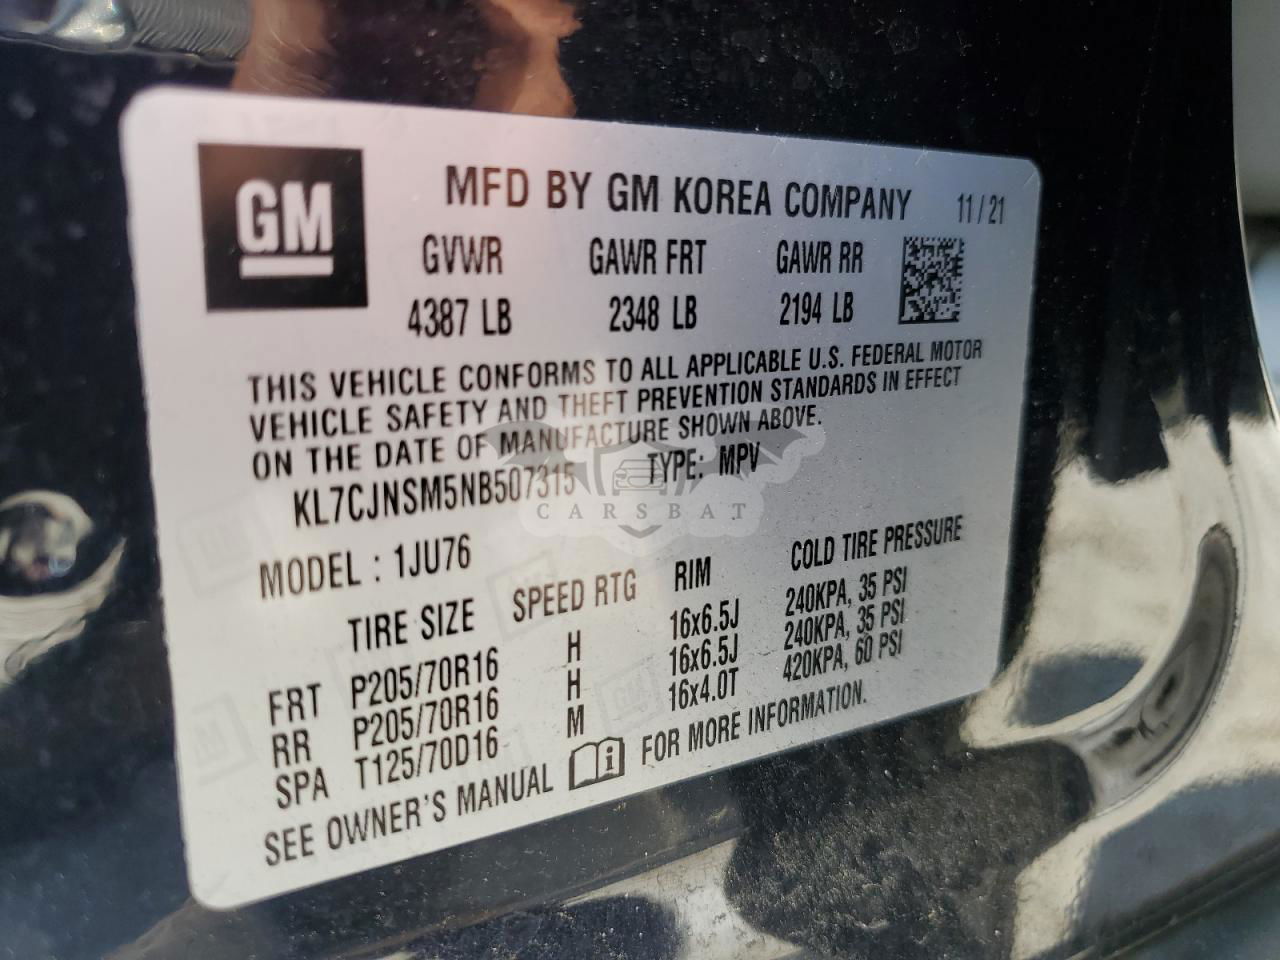 GM
MFD BY GM KOREA COMPANY 11/21
GVWR GAWR FRT GAWR RR
4387 LB 2348 LB 2194 LB
THIS VEHICLE CONFORMS TO ALL APPLICABLE U.S. FEDERAL MOTOR
VEHICLE SAFETY AND THEFT PREVENTION STANDARDS IN EFFECT
ON THE DATE OF MANUFACTURE SHOWN ABOVE.
KL7CJNSM5NB507315 TYPE: MPV
CARSBAT
MODEL : 1JU76
TIRE SIZE SPEED RTG RIM COLD TIRE PRESSURE
FRT P205/70R16 H 16x6.5J 240KPA, 35 PSI
RR P205/70R16 H 16x6.5J 240KPA, 35 PSI
SPA T125/70D16 M 16x4.0T 420KPA, 60 PSI
SEE OWNER'S MANUAL i FOR MORE INFORMATION.